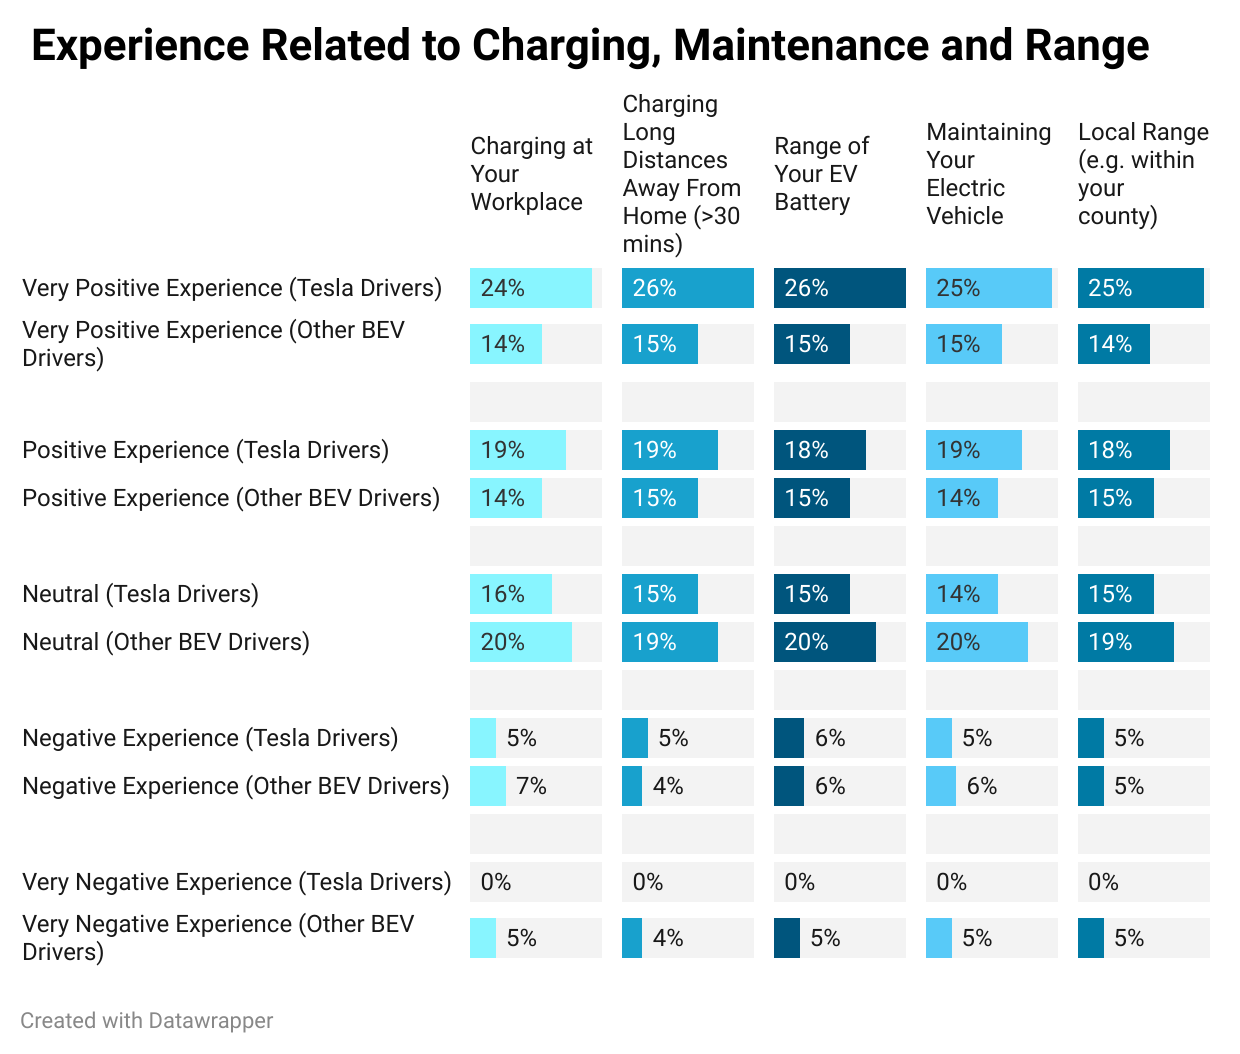 Experience Related to Charging, Maintenance and Range
Charging at
Your
Workplace
Charging
Long
Distances
Away From
Home (>30
mins)
Range of
Your EV
Battery
Maintaining
Your
Electric
Vehicle
Local Range
(e.g. within
your
county)
Very Positive Experience (Tesla Drivers) 24% 26% 26% 25% 25%
Very Positive Experience (Other BEV
Drivers) 14% 15% 15% 15% 14%
Positive Experience (Tesla Drivers) 19% 19% 18% 19% 18%
Positive Experience (Other BEV Drivers) 14% 15% 15% 14% 15%
Neutral (Tesla Drivers) 16% 15% 15% 14% 15%
Neutral (Other BEV Drivers) 20% 19% 20% 20% 19%
Negative Experience (Tesla Drivers) 5% 5% 6% 5% 5%
Negative Experience (Other BEV Drivers) 7% 4% 6% 6% 5%
Very Negative Experience (Tesla Drivers) 0% 0% 0% 0% 0%
Very Negative Experience (Other BEV
Drivers) 5% 4% 5% 5% 5%
Created with Datawrapper